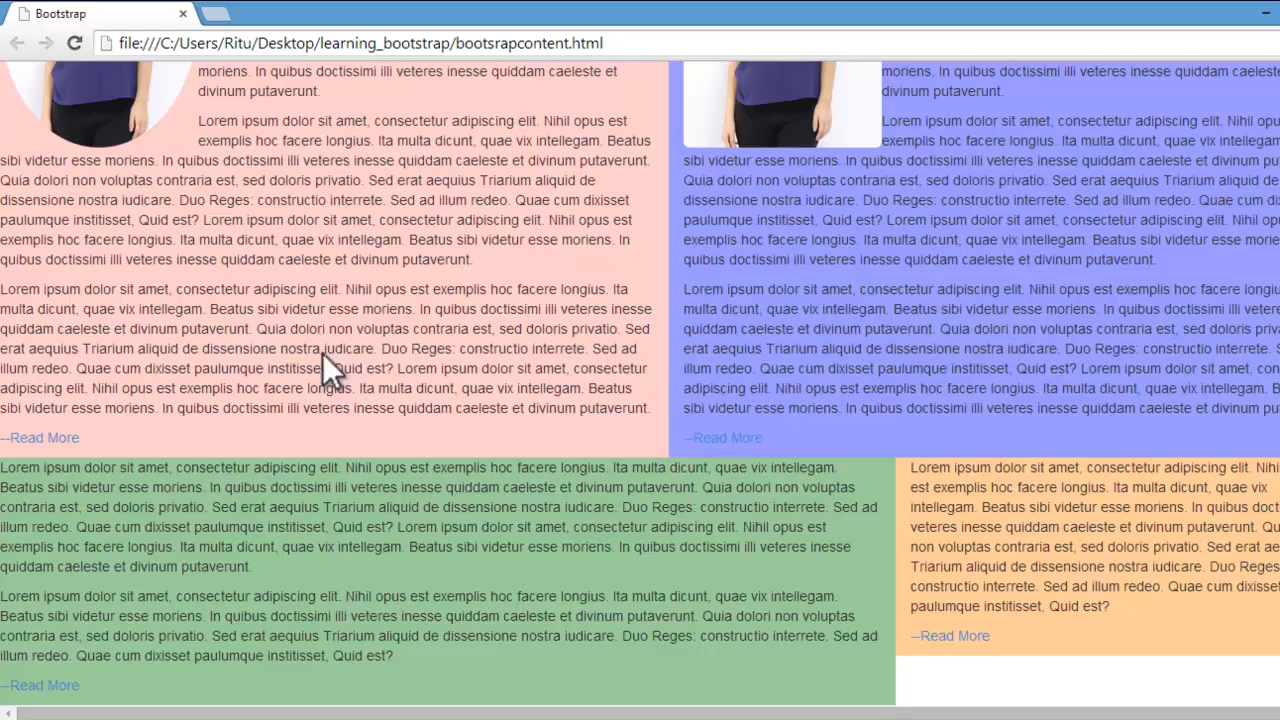 Bootstrap
file:///C:/Users/Ritu/Desktop/learning_bootstrap/bootsrapcontent.html
moriens. In quibus doctissimi illi veteres inesse quiddam caeleste et
divinum putaverunt.
Lorem ipsum dolor sit amet, consectetur adipiscing elit. Nihil opus est
exemplis hoc facere longius. Ita multa dicunt, quae vix intellegam. Beatus
sibi videtur esse moriens. In quibus doctissimi illi veteres inesse quiddam caeleste et divinum putaverunt.
Quia dolori non voluptas contraria est, sed doloris privatio. Sed erat aequius Triarium aliquid de
dissensione nostra iudicare. Duo Reges: constructio interrete. Sed ad illum redeo. Quae cum dixisset
paulumque institisset, Quid est? Lorem ipsum dolor sit amet, consectetur adipiscing elit. Nihil opus est
exemplis hoc facere longius. Ita multa dicunt, quae vix intellegam. Beatus sibi videtur esse moriens. In
quibus doctissimi illi veteres inesse quiddam caeleste et divinum putaverunt.
Lorem ipsum dolor sit amet, consectetur adipiscing elit. Nihil opus est exemplis hoc facere longius. Ita
multa dicunt, quae vix intellegam. Beatus sibi videtur esse moriens. In quibus doctissimi illi veteres inesse
quiddam caeleste et divinum putaverunt. Quia dolori non voluptas contraria est, sed doloris privatio. Sed
erat aequius Triarium aliquid de dissensione nostra iudicare. Duo Reges: constructio interrete. Sed ad
illum redeo. Quae cum dixisset paulumque institisset, Quid est? Lorem ipsum dolor sit amet, consectetur
adipiscing elit. Nihil opus est exemplis hoc facere longius. Ita multa dicunt, quae vix intellegam. Beatus
sibi videtur esse moriens. In quibus doctissimi illi veteres inesse quiddam caeleste et divinum putaverunt.
--Read More
moriens. In quibus doctissimi illi veteres inesse quiddam caeleste
divinum putaverunt.
Lorem ipsum dolor sit amet, consectetur adipiscing elit. Nihil opus
exemplis hoc facere longius. Ita multa dicunt, quae vix intellegam.
sibi videtur esse moriens. In quibus doctissimi illi veteres inesse quiddam caeleste et divinum pu
Quia dolori non voluptas contraria est, sed doloris privatio. Sed erat aequius Triarium aliquid de
dissensione nostra iudicare. Duo Reges: constructio interrete. Sed ad illum redeo. Quae cum
paulumque institisset, Quid est? Lorem ipsum dolor sit amet, consectetur adipiscing elit. Nihil
exemplis hoc facere longius. Ita multa dicunt, quae vix intellegam. Beatus sibi videtur esse mori
quibus doctissimi illi veteres inesse quiddam caeleste et divinum putaverunt.
Lorem ipsum dolor sit amet, consectetur adipiscing elit. Nihil opus est exemplis hoc facere longiu
multa dicunt, quae vix intellegam. Beatus sibi videtur esse moriens. In quibus doctissimi illi veter
quiddam caeleste et divinum putaverunt. Quia dolori non voluptas contraria est, sed doloris priva
erat aequius Triarium aliquid de dissensione nostra iudicare. Duo Reges: constructio interrete. S
illum redeo. Quae cum dixisset paulumque institisset, Quid est? Lorem ipsum dolor sit amet, con
adipiscing elit. Nihil opus est exemplis hoc facere longius. Ita multa dicunt, quae vix intellegam. B
sibi videtur esse moriens. In quibus doctissimi illi veteres inesse quiddam caeleste et divinum pu
--Read More
Lorem ipsum dolor sit amet, consectetur adipiscing elit. Nihil opus est exemplis hoc facere longius. Ita multa dicunt, quae vix intellegam.
Beatus sibi videtur esse moriens. In quibus doctissimi illi veteres inesse quiddam caeleste et divinum putaverunt. Quia dolori non voluptas
contraria est, sed doloris privatio. Sed erat aequius Triarium aliquid de dissensione nostra iudicare. Duo Reges: constructio interrete. Sed ad
illum redeo. Quae cum dixisset paulumque institisset, Quid est? Lorem ipsum dolor sit amet, consectetur adipiscing elit. Nihil opus est
exemplis hoc facere longius. Ita multa dicunt, quae vix intellegam. Beatus sibi videtur esse moriens. In quibus doctissimi illi veteres inesse
quiddam caeleste et divinum putaverunt.
Lorem ipsum dolor sit amet, consectetur adipiscing elit. Nihil opus est exemplis hoc facere longius. Ita multa dicunt, quae vix intellegam.
Beatus sibi videtur esse moriens. In quibus doctissimi illi veteres inesse quiddam caeleste et divinum putaverunt. Quia dolori non voluptas
contraria est, sed doloris privatio. Sed erat aequius Triarium aliquid de dissensione nostra iudicare. Duo Reges: constructio interrete. Sed ad
illum redeo. Quae cum dixisset paulumque institisset, Quid est?
--Read More
Lorem ipsum dolor sit amet, consectetur adipiscing elit. Nihi
est exemplis hoc facere longius. Ita multa dicunt, quae vix
intellegam. Beatus sibi videtur esse moriens. In quibus doct
veteres inesse quiddam caeleste et divinum putaverunt. Qu
non voluptas contraria est, sed doloris privatio. Sed erat ae
Triarium aliquid de dissensione nostra iudicare. Duo Reges:
constructio interrete. Sed ad illum redeo. Quae cum dixisset
paulumque institisset, Quid est?
--Read More